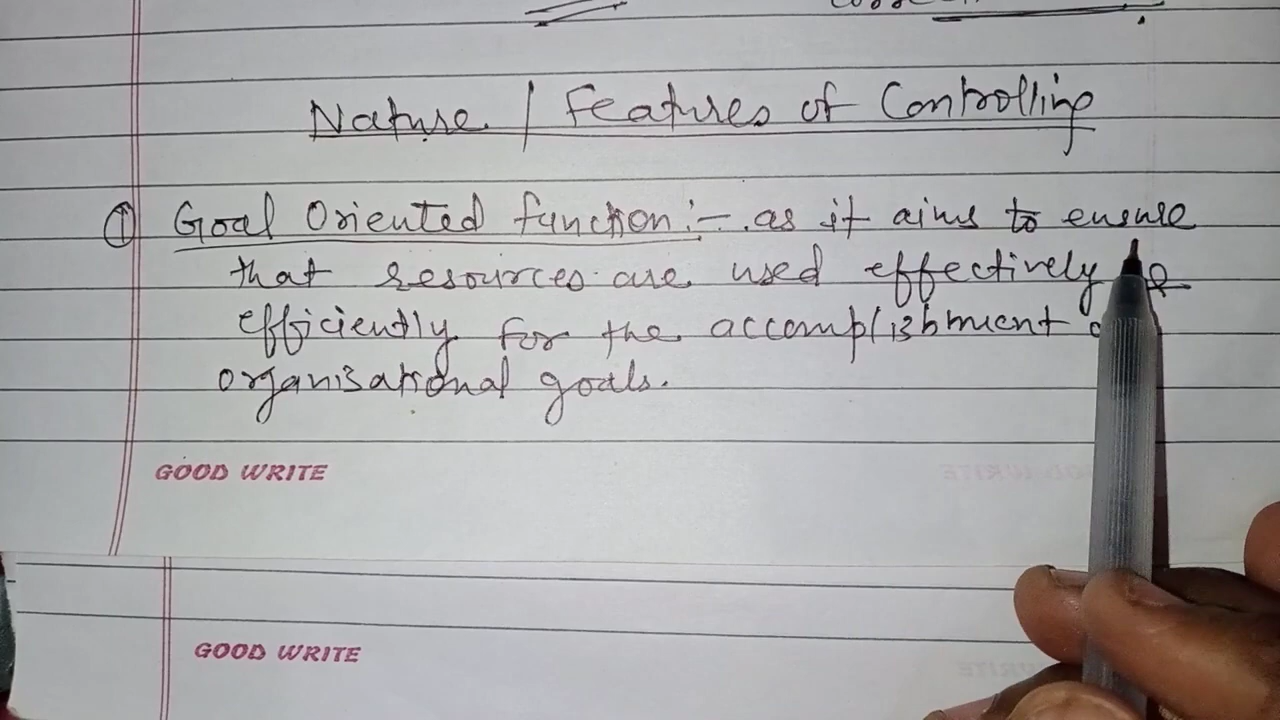 Nature / Features of Controlling
① Goal Oriented function :- as it aims to ensure
that resources are used effectively &
efficiently for the accomplishment
organisational goals.
GOOD WRITE
GOOD WRITE